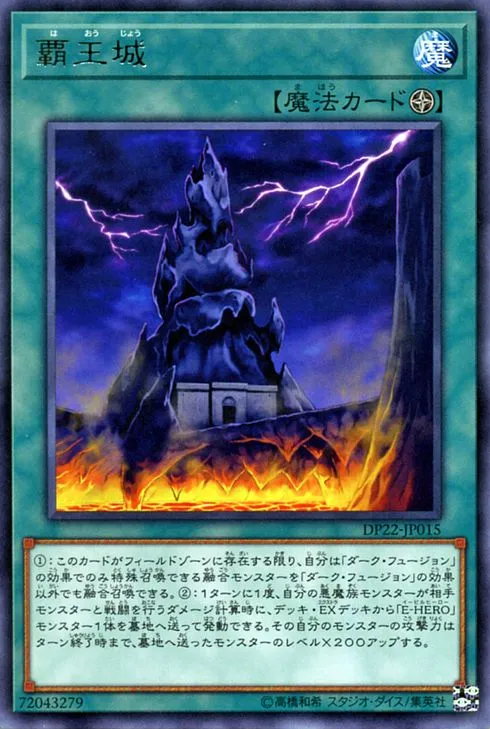 覇王城
【魔法カード】
DP22-JP015
①:このカードがフィールドゾーンに存在する限り、自分は「ダーク・フュージョン」
の効果でのみ特殊召喚できる融合モンスターを「ダーク・フュージョン」の効果
以外でも融合召喚できる。②:1ターンに1度、自分の悪魔族モンスターが相手
モンスターと戦闘を行うダメージ計算時に、デッキ・EXデッキから「E-HERO」
モンスター1体を墓地へ送って発動できる。その自分のモンスターの攻撃力は
ターン終了時まで、墓地へ送ったモンスターのレベル×200アップする。
72043279
©高橋和希 スタジオ・ダイス/集英社